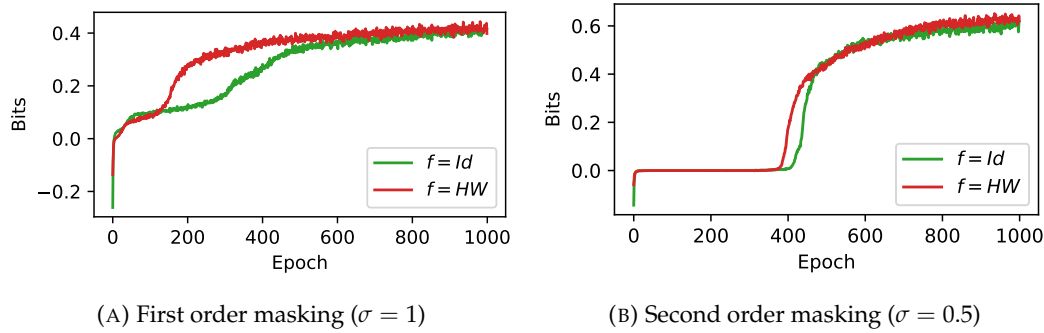 0.4
0.2
0.0
−0.2
Bits
0 200 400 600 800 1000
Epoch
f = Id
f = HW
(A) First order masking (σ = 1)
0.6
0.4
0.2
0.0
Bits
0 200 400 600 800 1000
Epoch
f = Id
f = HW
(B) Second order masking (σ = 0.5)